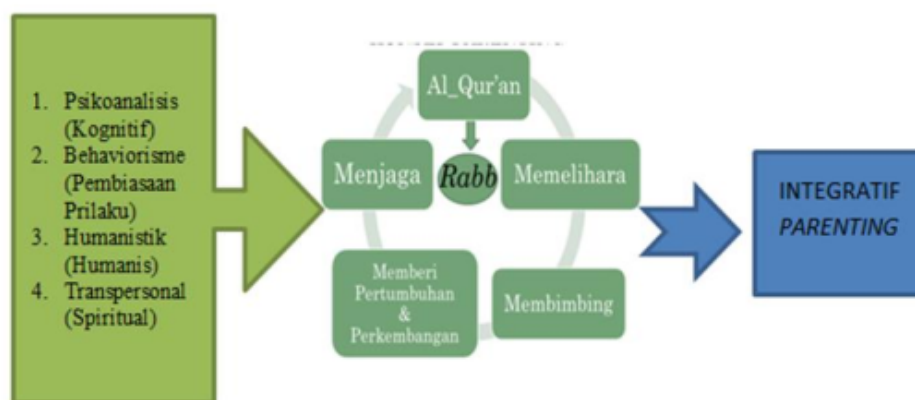 1. Psikoanalisis
(Kognitif)
2. Behaviorisme
(Pembiasaan
Prilaku)
3. Humanistik
(Humanis)
4. Transpersonal
(Spiritual)
Al_Qur'an
Menjaga
Rabb
Memelihara
Memberi
Pertumbuhan
&
Perkembangan
Membimbing
INTEGRATIF
PARENTING